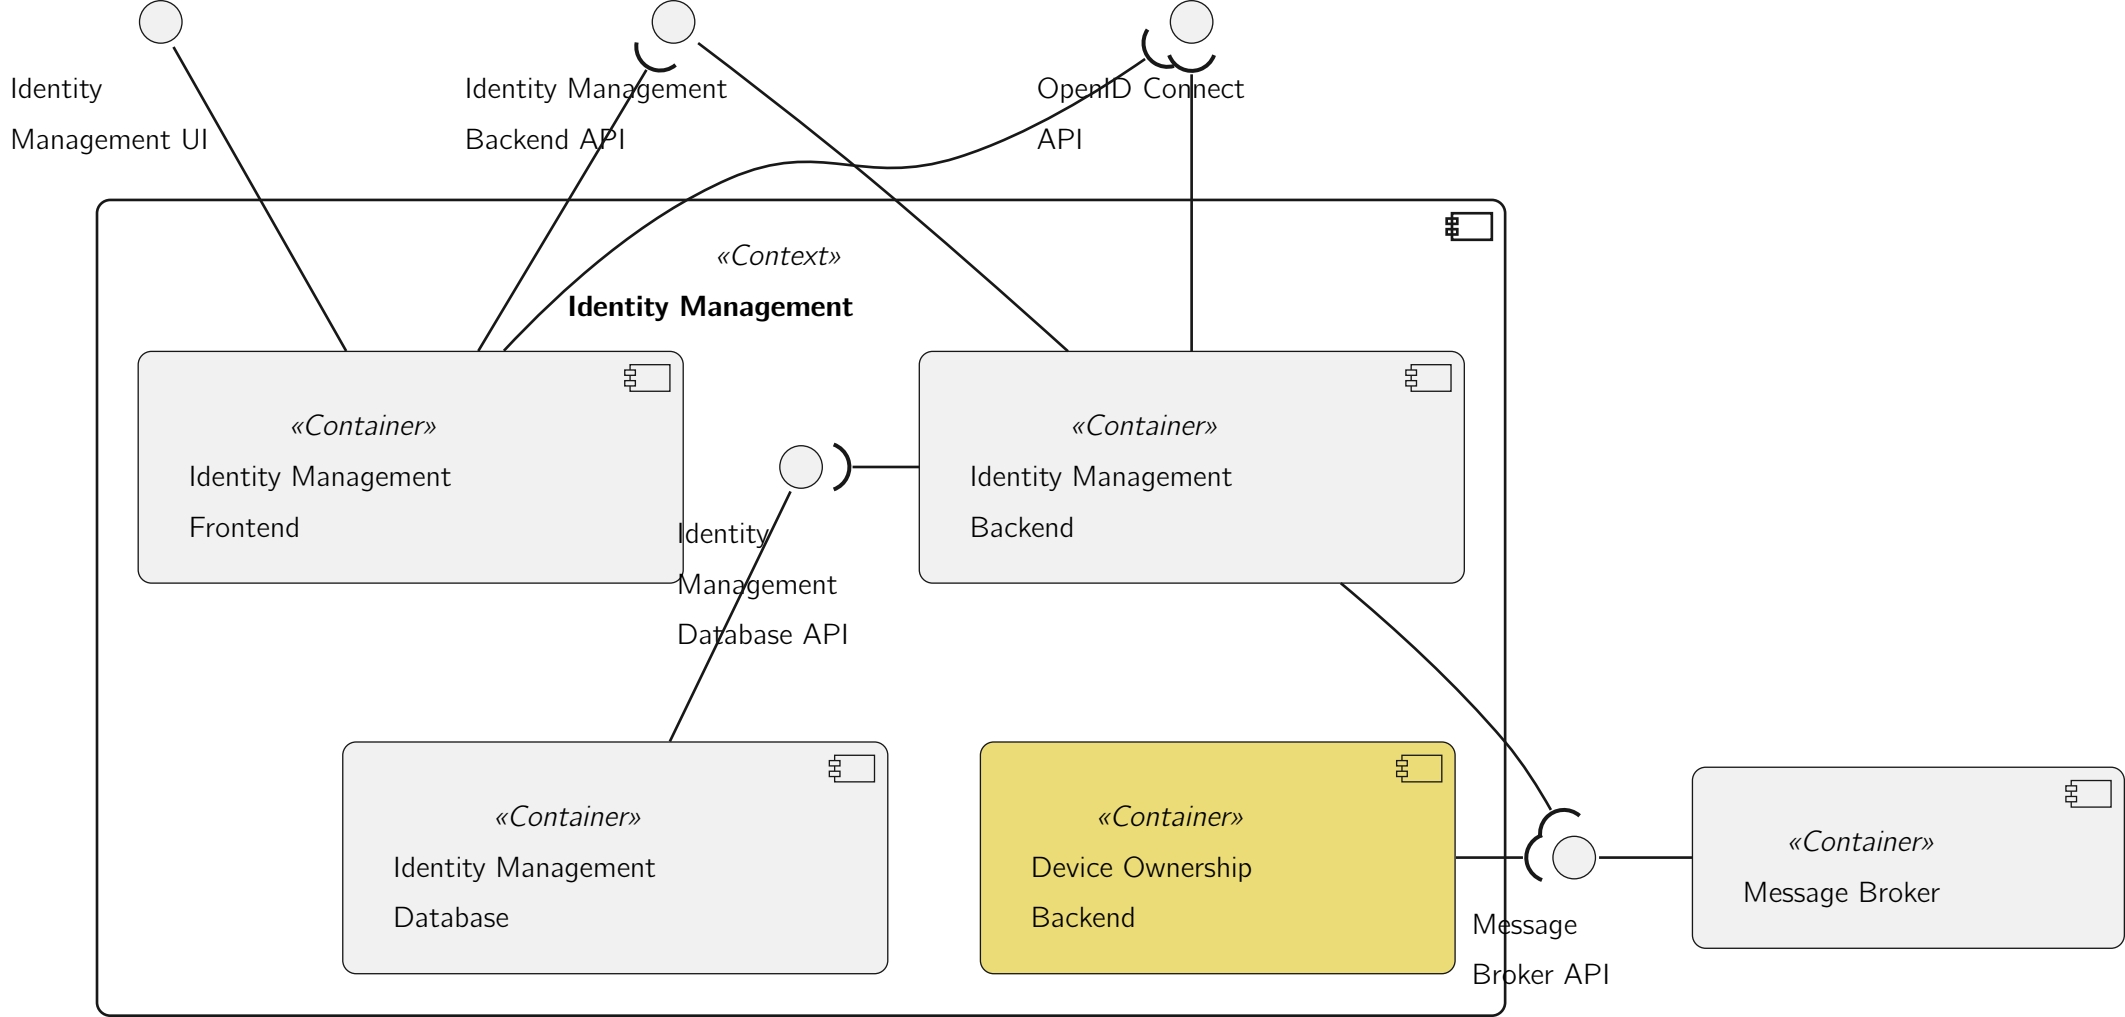 Identity
Management UI
Identity Management
Backend API
OpenID Connect
API
«Context»
Identity Management
«Container»
Identity Management
Frontend
«Container»
Identity Management
Backend
Identity
Management
Database API
«Container»
Identity Management
Database
«Container»
Device Ownership
Backend
Message
Broker API
«Container»
Message Broker